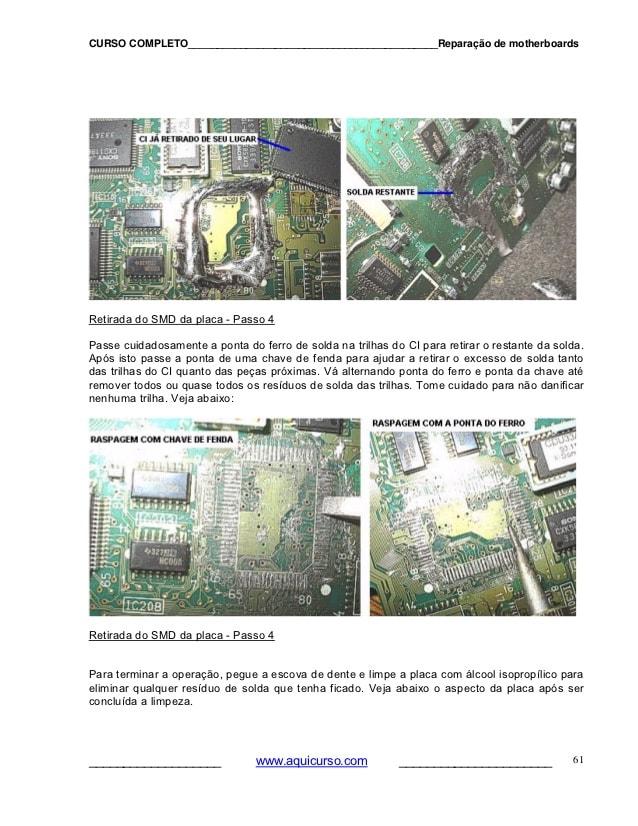 CURSO COMPLETO__________________________________________Reparação de motherboards
CI JÁ RETIRADO DE SEU LUGAR
SOLDA RESTANTE
Retirada do SMD da placa - Passo 4
Passe cuidadosamente a ponta do ferro de solda na trilhas do CI para retirar o restante da solda.
Após isto passe a ponta de uma chave de fenda para ajudar a retirar o excesso de solda tanto
das trilhas do CI quanto das peças próximas. Vá alternando ponta do ferro e ponta da chave até
remover todos ou quase todos os resíduos de solda das trilhas. Tome cuidado para não danificar
nenhuma trilha. Veja abaixo:
RASPAGEM COM CHAVE DE FENDA
RASPAGEM COM A PONTA DO FERRO
IC208
65
80
Retirada do SMD da placa - Passo 4
Para terminar a operação, pegue a escova de dente e limpe a placa com álcool isopropílico para
eliminar qualquer resíduo de solda que tenha ficado. Veja abaixo o aspecto da placa após ser
concluída a limpeza.
___________________ www.aquicurso.com ______________________ 61